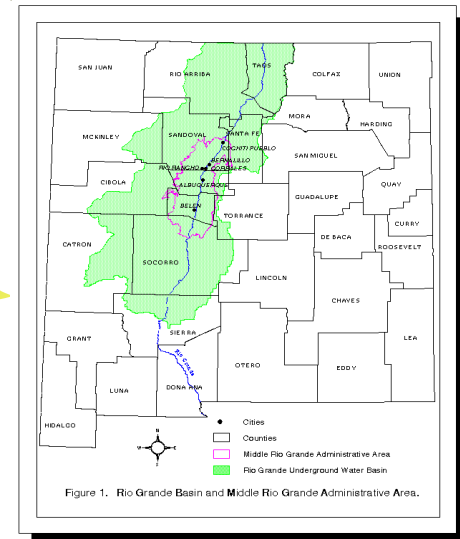 SAN JUAN
RIO ARRIBA
TAOS
COLFAX
UNION
MORA
HARDING
MCKINLEY
SANDOVAL
SANTA FE
COCHITI PUEBLO
SAN MIGUEL
BERNALILLO
RIO RANCHO
CORRALES
CIBOLA
ALBUQUERQUE
QUAY
GUADALUPE
BELEN
TORRANCE
CURRY
DE BACA
ROOSEVELT
CATRON
SOCORRO
LINCOLN
CHAVES
SIERRA
LEA
GRANT
Rio Grande
OTERO
EDDY
LUNA
DONA ANA
HIDALGO
N
W
E
S
Cities
Counties
Middle Rio Grande Administrative Area
Rio Grande Underground Water Basin
Figure 1. Rio Grande Basin and Middle Rio Grande Administrative Area.